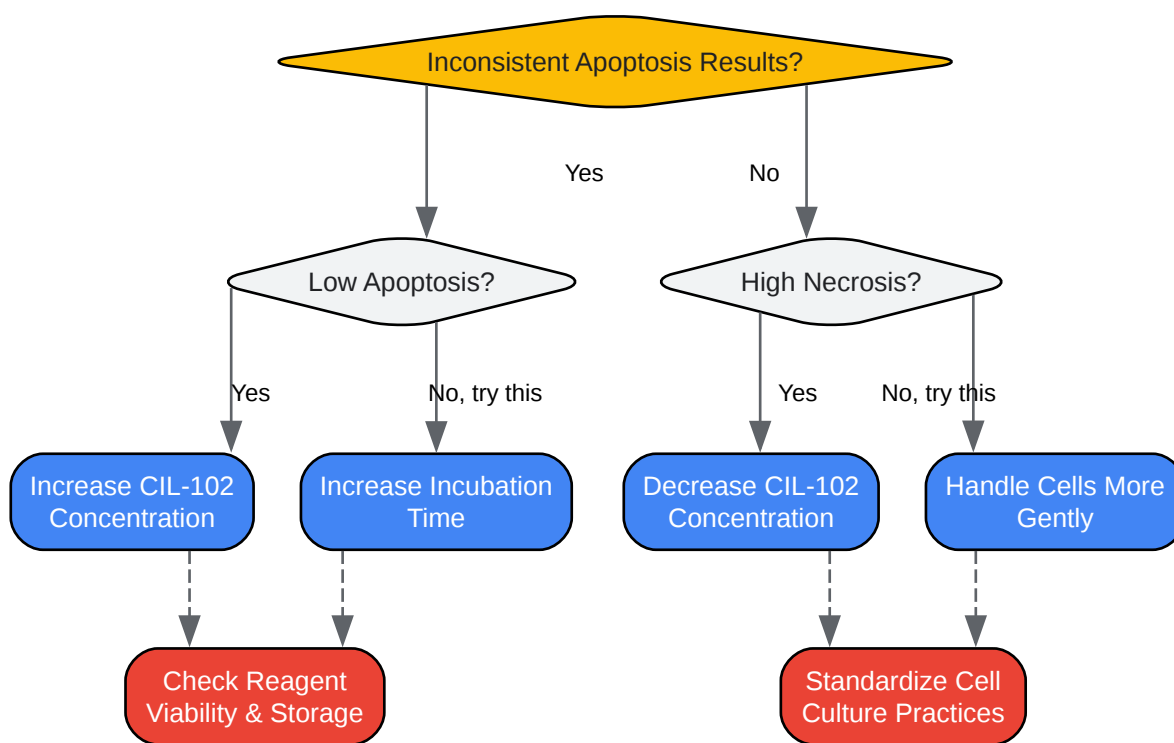 Inconsistent Apoptosis Results?
Yes
No
Low Apoptosis?
High Necrosis?
Yes
No, try this
Yes
No, try this
Increase CIL-102
Concentration
Increase Incubation
Time
Decrease CIL-102
Concentration
Handle Cells More
Gently
Check Reagent
Viability & Storage
Standardize Cell
Culture Practices